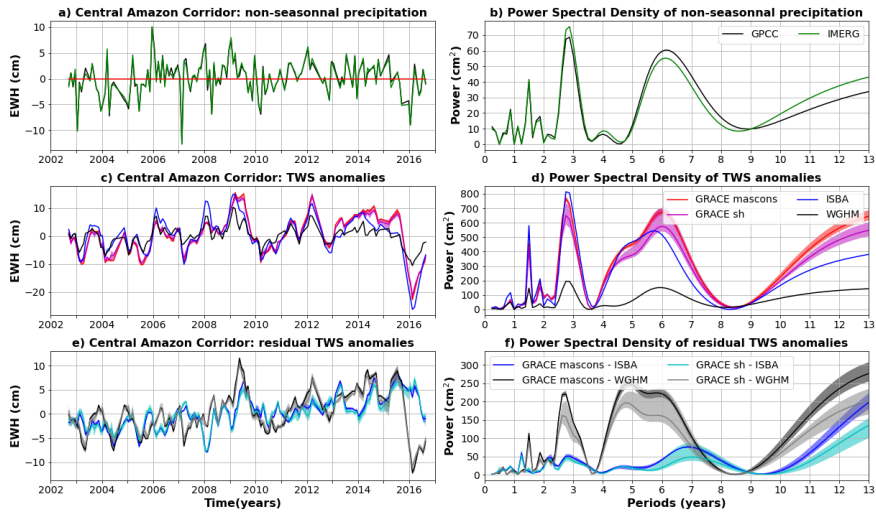 a) Central Amazon Corridor: non-seasonnal precipitation
EWH (cm)
10
5
0
−5
−10
2002 2004 2006 2008 2010 2012 2014 2016
b) Power Spectral Density of non-seasonnal precipitation
GPCC IMERG
Power (cm2)
70
60
50
40
30
20
10
0
0 1 2 3 4 5 6 7 8 9 10 11 12 13
c) Central Amazon Corridor: TWS anomalies
EWH (cm)
10
0
−10
−20
2002 2004 2006 2008 2010 2012 2014 2016
d) Power Spectral Density of TWS anomalies
GRACE mascons ISBA
GRACE sh WGHM
Power (cm2)
800
700
600
500
400
300
200
100
0
0 1 2 3 4 5 6 7 8 9 10 11 12 13
e) Central Amazon Corridor: residual TWS anomalies
EWH (cm)
10
5
0
−5
−10
2002 2004 2006 2008 2010 2012 2014 2016
Time(years)
f) Power Spectral Density of residual TWS anomalies
GRACE mascons - ISBA GRACE sh - ISBA
GRACE mascons - WGHM GRACE sh - WGHM
Power (cm2)
300
250
200
150
100
50
0
0 1 2 3 4 5 6 7 8 9 10 11 12 13
Periods (years)